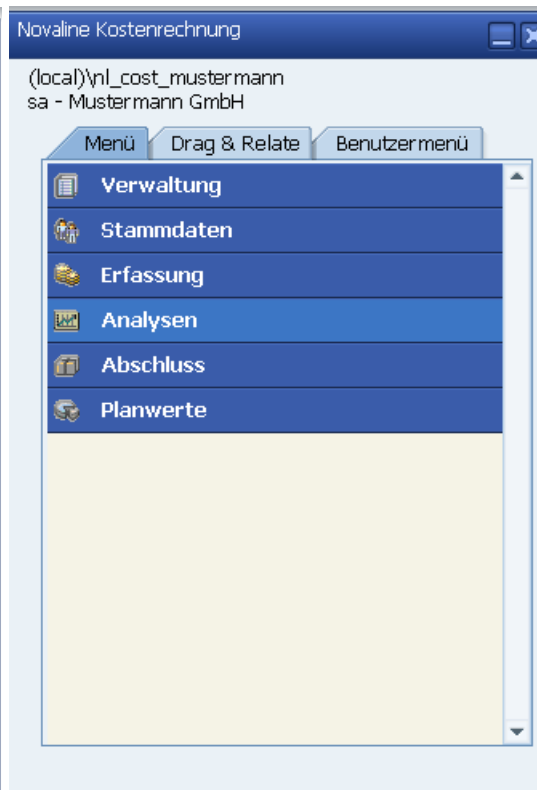 Novaline Kostenrechnung
(local)\nl_cost_mustermann
sa - Mustermann GmbH
Menü Drag & Relate Benutzermenü
Verwaltung
Stammdaten
Erfassung
Analysen
Abschluss
Planwerte